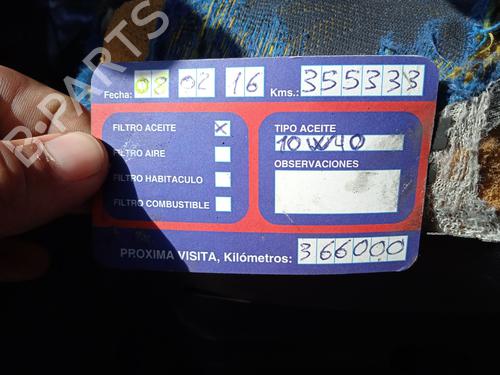 Fecha: 08 02 16 Kms.: 355333
FILTRO ACEITE X
FILTRO AIRE
FILTRO HABITACULO
FILTRO COMBUSTIBLE
TIPO ACEITE
10W40
OBSERVACIONES
PROXIMA VISITA, Kilómetros: 366000
B-PARTS